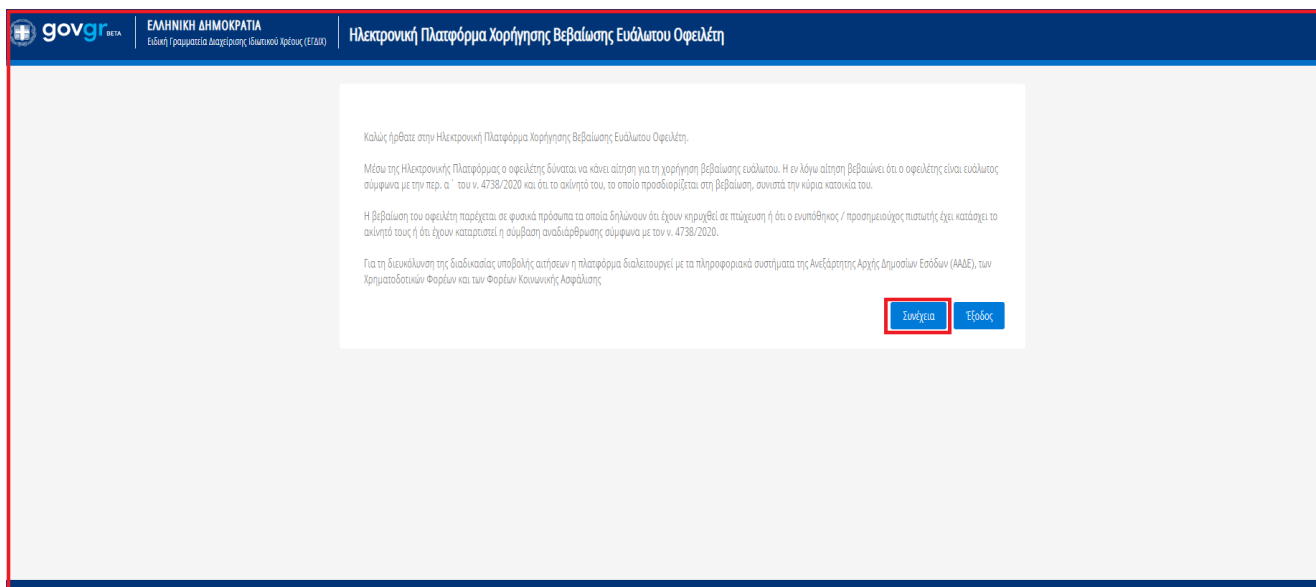 govgr BETA
ΕΛΛΗΝΙΚΗ ΔΗΜΟΚΡΑΤΙΑ
Ειδική Γραμματεία Διαχείρισης Ιδιωτικού Χρέους (ΕΓΔΙΧ)
Ηλεκτρονική Πλατφόρμα Χορήγησης Βεβαίωσης Ευάλωτου Οφειλέτη
Καλώς ήρθατε στην Ηλεκτρονική Πλατφόρμα Χορήγησης Βεβαίωσης Ευάλωτου Οφειλέτη.
Μέσω της Ηλεκτρονικής Πλατφόρμας ο οφειλέτης δύναται να κάνει αίτηση για τη χορήγηση βεβαίωσης ευάλωτου. Η εν λόγω αίτηση βεβαιώνει ότι ο οφειλέτης είναι ευάλωτος
σύμφωνα με την περ. α΄ του ν. 4738/2020 και ότι το ακίνητό του, το οποίο προσδιορίζεται στη βεβαίωση, συνιστά την κύρια κατοικία του.
Η βεβαίωση του οφειλέτη παρέχεται σε φυσικά πρόσωπα τα οποία δηλώνουν ότι έχουν κηρυχθεί σε πτώχευση ή ότι ο ενυπόθηκος / προσημειούχος πιστωτής έχει κατάσχει το
ακίνητό τους ή ότι έχουν καταρτιστεί η σύμβαση αναδιάρθρωσης σύμφωνα με τον ν. 4738/2020.
Για τη διευκόλυνση της διαδικασίας υποβολής αιτήσεων η πλατφόρμα διαλειτουργεί με τα πληροφοριακά συστήματα της Ανεξάρτητης Αρχής Δημοσίων Εσόδων (ΑΑΔΕ), των
Χρηματοδοτικών Φορέων και των Φορέων Κοινωνικής Ασφάλισης
Συνέχεια Έξοδος